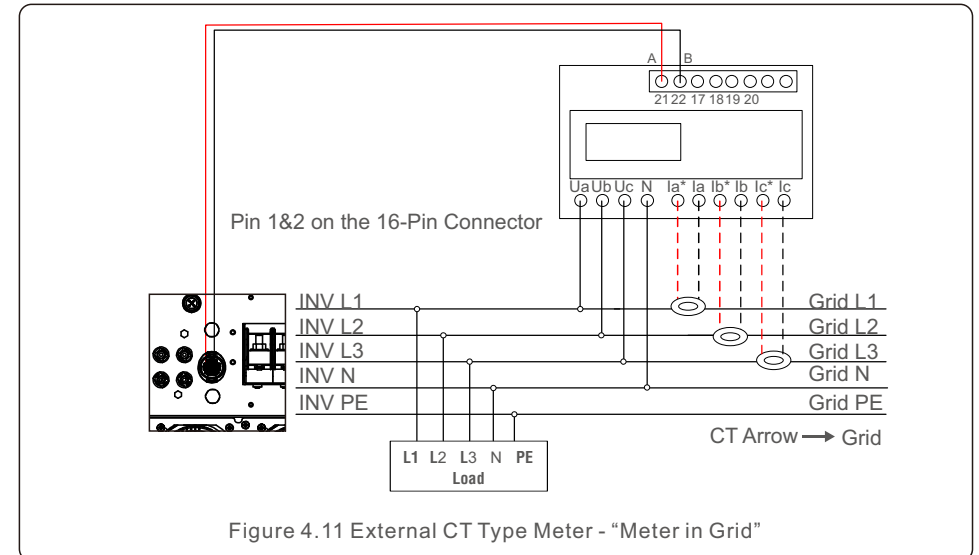 A B
21 22 17 18 19 20
Ua Ub Uc N Ia* Ia Ib* Ib Ic* Ic
Pin 1&2 on the 16-Pin Connector
INV L1 Grid L1
INV L2 Grid L2
INV L3 Grid L3
INV N Grid N
INV PE Grid PE
CT Arrow → Grid
L1 L2 L3 N PE
Load
Figure 4.11 External CT Type Meter - “Meter in Grid”